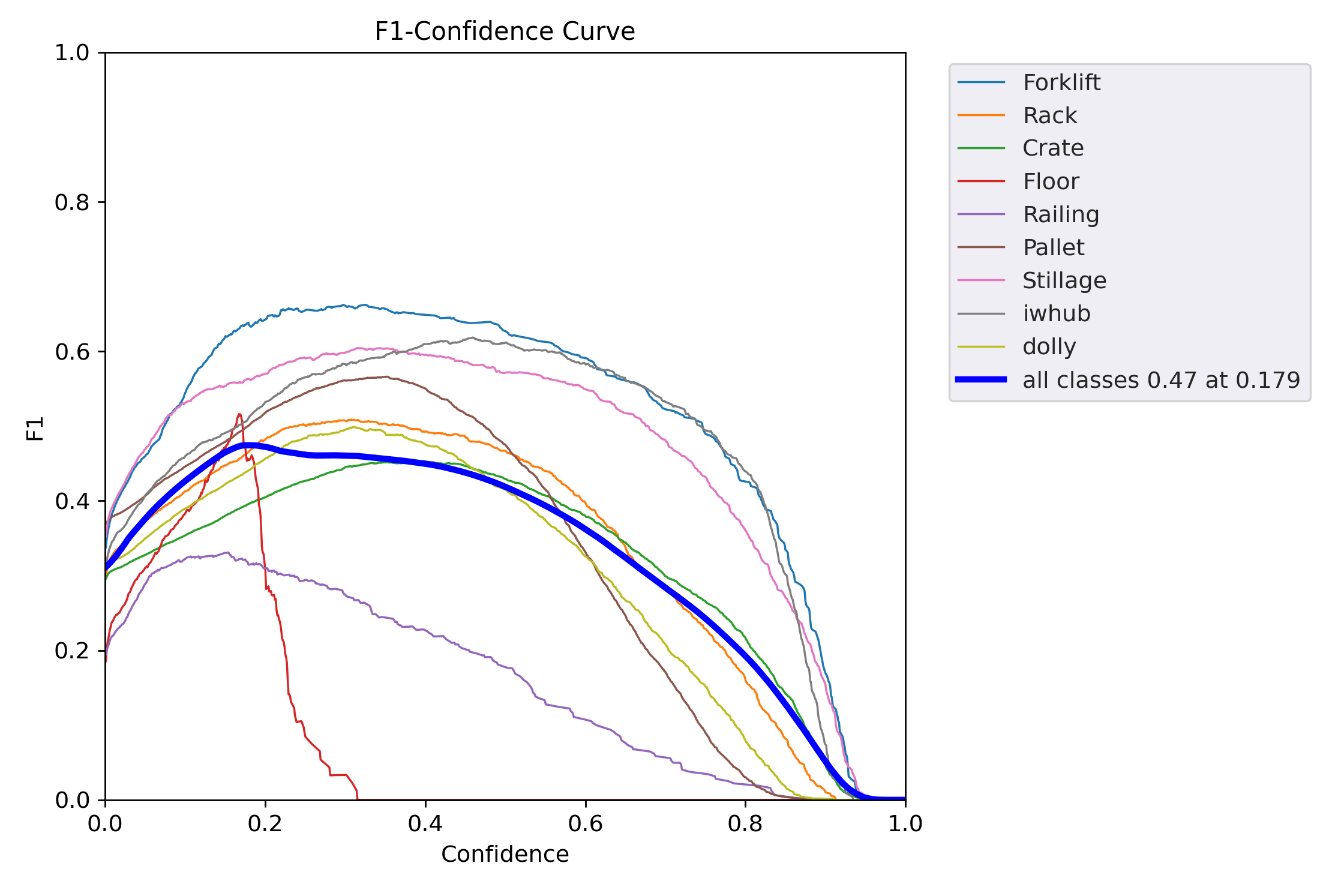 F1-Confidence Curve
1.0
0.8
0.6
0.4
0.2
0.0
F1
0.0 0.2 0.4 0.6 0.8 1.0
Confidence
Forklift
Rack
Crate
Floor
Railing
Pallet
Stillage
iwhub
dolly
all classes 0.47 at 0.179